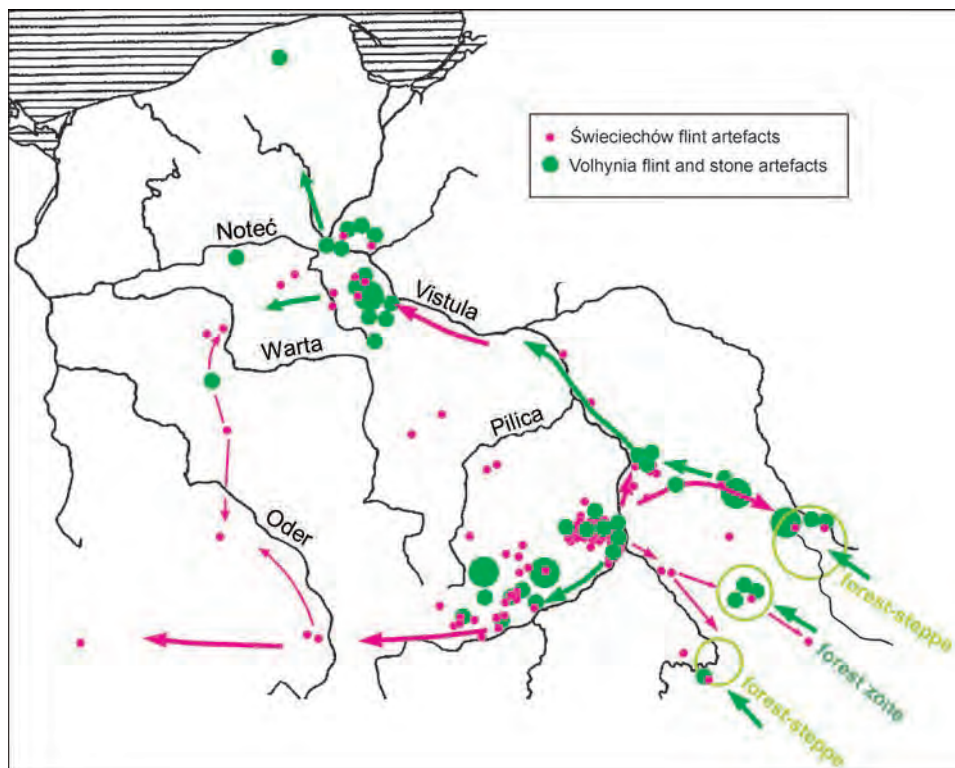 Świeciechów flint artefacts
Volhynia flint and stone artefacts
Noteć
Vistula
Warta
Pilica
Oder
forest-steppe
forest zone
forest-steppe